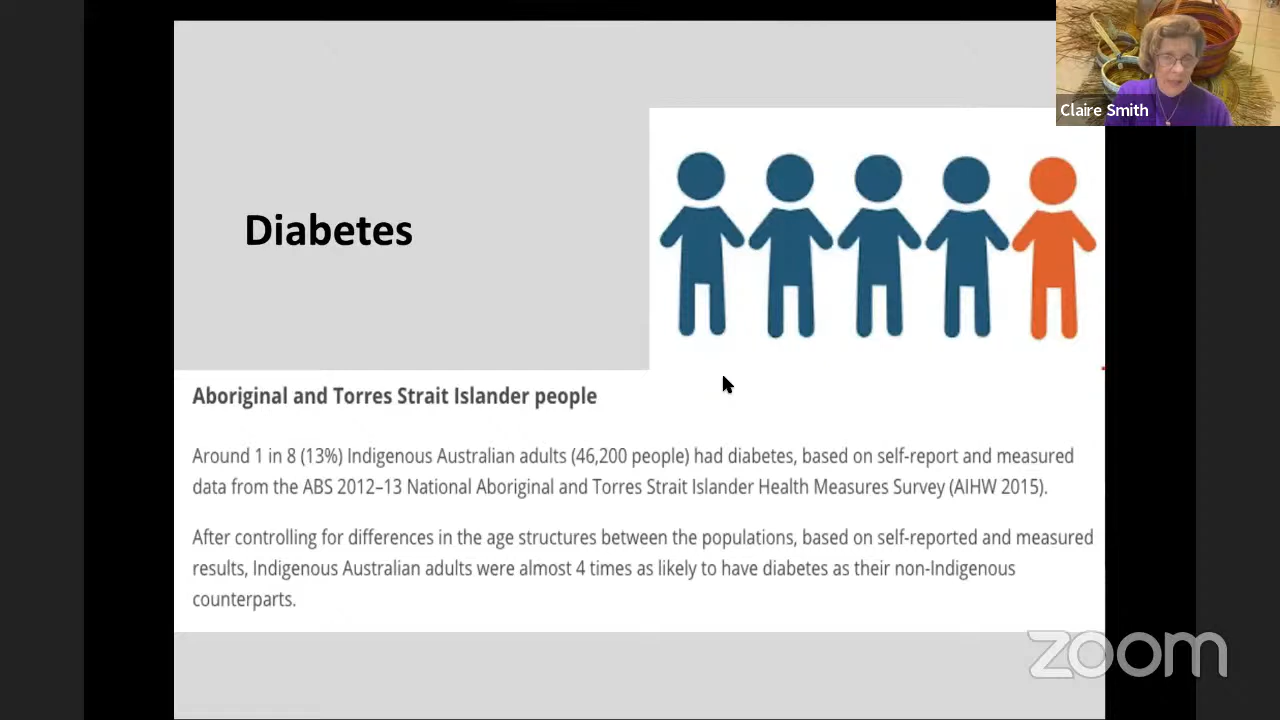 Claire Smith
Diabetes
Aboriginal and Torres Strait Islander people
Around 1 in 8 (13%) Indigenous Australian adults (46,200 people) had diabetes, based on self-report and measured
data from the ABS 2012–13 National Aboriginal and Torres Strait Islander Health Measures Survey (AIHW 2015).
After controlling for differences in the age structures between the populations, based on self-reported and measured
results, Indigenous Australian adults were almost 4 times as likely to have diabetes as their non-Indigenous
counterparts.
zoom